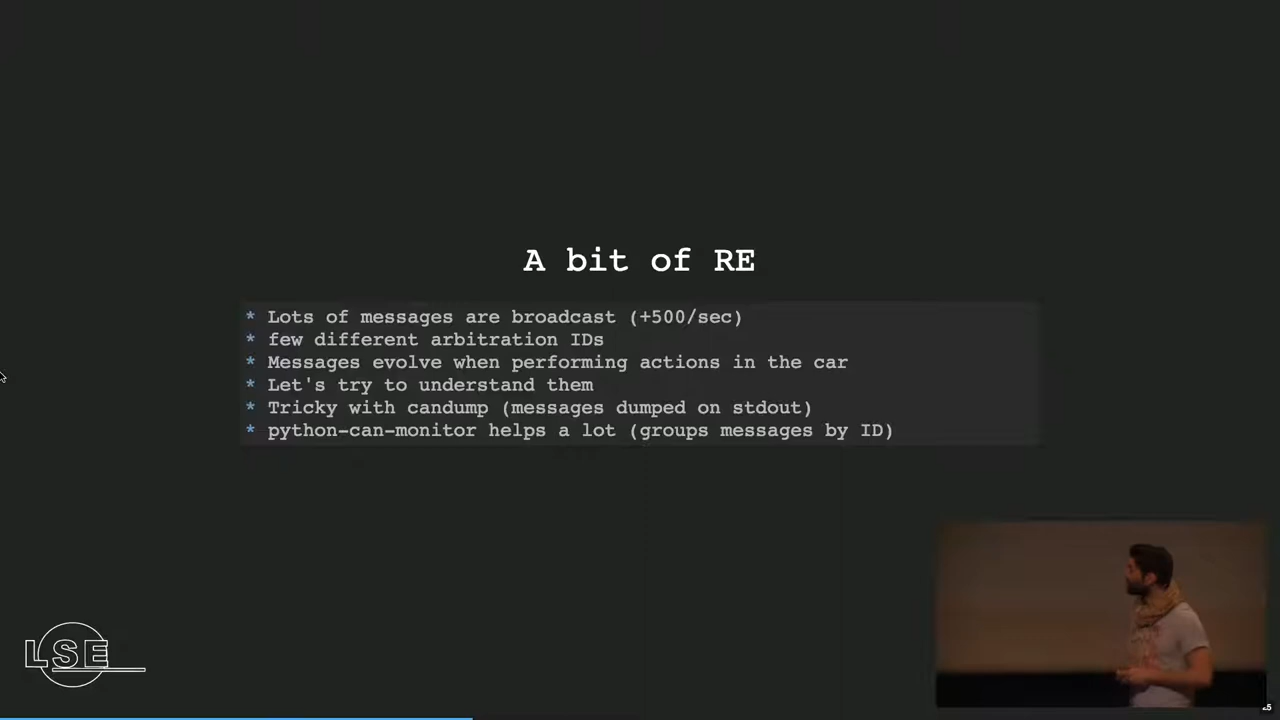 A bit of RE
* Lots of messages are broadcast (+500/sec)
* few different arbitration IDs
* Messages evolve when performing actions in the car
* Let's try to understand them
* Tricky with candump (messages dumped on stdout)
* python-can-monitor helps a lot (groups messages by ID)
LSE